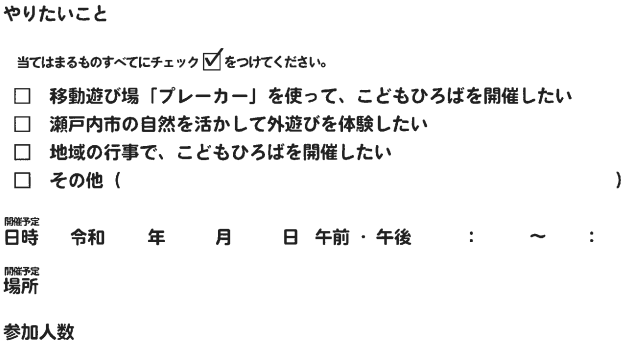 やりたいこと
当てはまるものすべてにチェック☑をつけてください。
□ 移動遊び場「プレーカー」を使って、こどもひろばを開催したい
□ 瀬戸内市の自然を活かして外遊びを体験したい
□ 地域の行事で、こどもひろばを開催したい
□ その他（　　　）
開催予定
日時　令和　　年　　月　　日　午前・午後　　：　　～　　：
開催予定
場所
参加人数